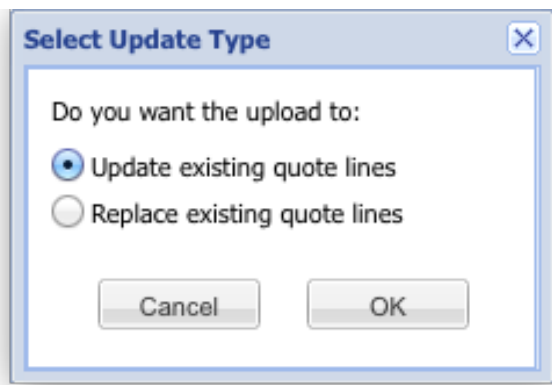 Select Update Type
Do you want the upload to:
Update existing quote lines
Replace existing quote lines
Cancel OK